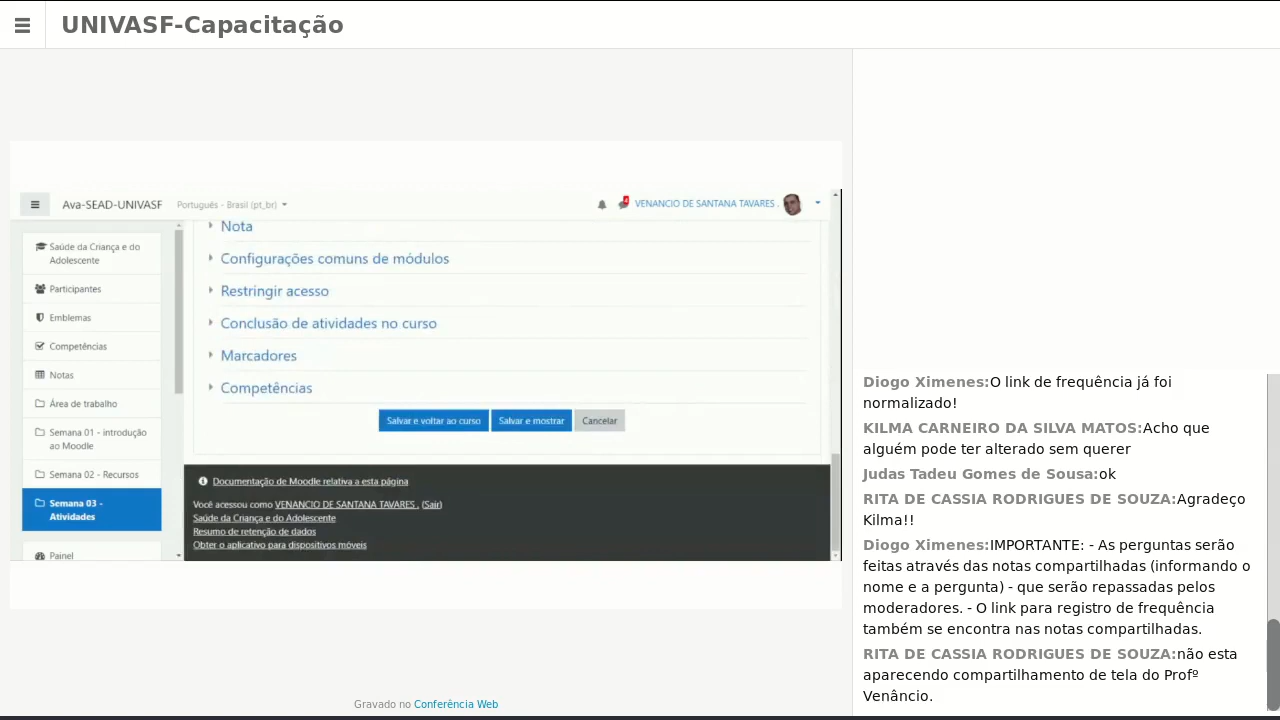 UNIVASF-Capacitação
Ava-SEAD-UNIVASF
Português - Brasil (pt_br)
VENANCIO DE SANTANA TAVARES .
Saúde da Criança e do
Adolescente
Participantes
Emblemas
Competências
Notas
Área de trabalho
Semana 01 - introdução
ao Moodle
Semana 02 - Recursos
Semana 03 -
Atividades
Painel
Nota
Configurações comuns de módulos
Restringir acesso
Conclusão de atividades no curso
Marcadores
Competências
Salvar e voltar ao curso
Salvar e mostrar
Cancelar
Documentação de Moodle relativa a esta página
Você acessou como VENANCIO DE SANTANA TAVARES . (Sair)
Saúde da Criança e do Adolescente
Resumo de retenção de dados
Obter o aplicativo para dispositivos móveis
Gravado no Conferência Web
Diogo Ximenes:O link de frequência já foi
normalizado!
KILMA CARNEIRO DA SILVA MATOS:Acho que
alguém pode ter alterado sem querer
Judas Tadeu Gomes de Sousa:ok
RITA DE CASSIA RODRIGUES DE SOUZA:Agradeço
Kilma!!
Diogo Ximenes:IMPORTANTE: - As perguntas serão
feitas através das notas compartilhadas (informando o
nome e a pergunta) - que serão repassadas pelos
moderadores. - O link para registro de frequência
também se encontra nas notas compartilhadas.
RITA DE CASSIA RODRIGUES DE SOUZA:não esta
aparecendo compartilhamento de tela do Profº
Venâncio.